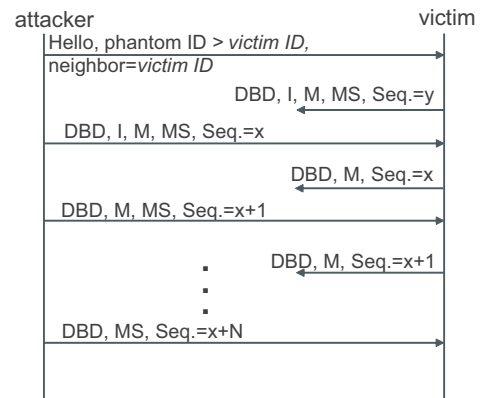 attacker
victim
Hello, phantom ID > victim ID,
neighbor=victim ID
DBD, I, M, MS, Seq.=y
DBD, I, M, MS, Seq.=x
DBD, M, Seq.=x
DBD, M, MS, Seq.=x+1
DBD, M, Seq.=x+1
DBD, MS, Seq.=x+N